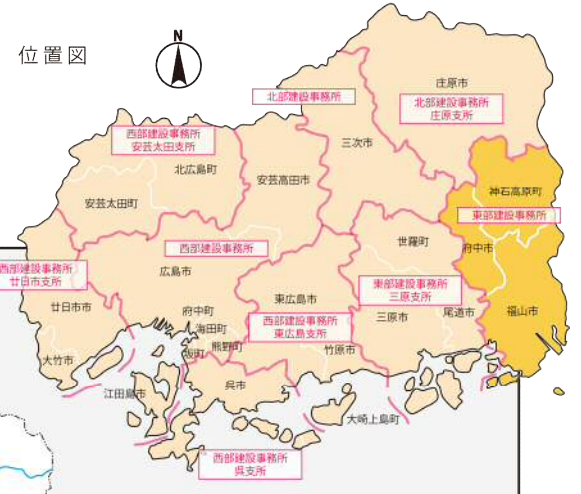 位置図
N
庄原市
北部建設事務所
北部建設事務所
庄原支所
西部建設事務所
安芸太田支所
三次市
北広島町
安芸高田市
神石高原町
安芸太田町
東部建設事務所
世羅町
西部建設事務所
府中市
西部建設事務所
廿日市支所
広島市
東部建設事務所
三原支所
東広島市
廿日市市
府中町
尾道市
福山市
三原市
西部建設事務所
東広島支所
海田町
熊野町
坂町
竹原市
大竹市
呉市
江田島市
大崎上島町
西部建設事務所
呉支所